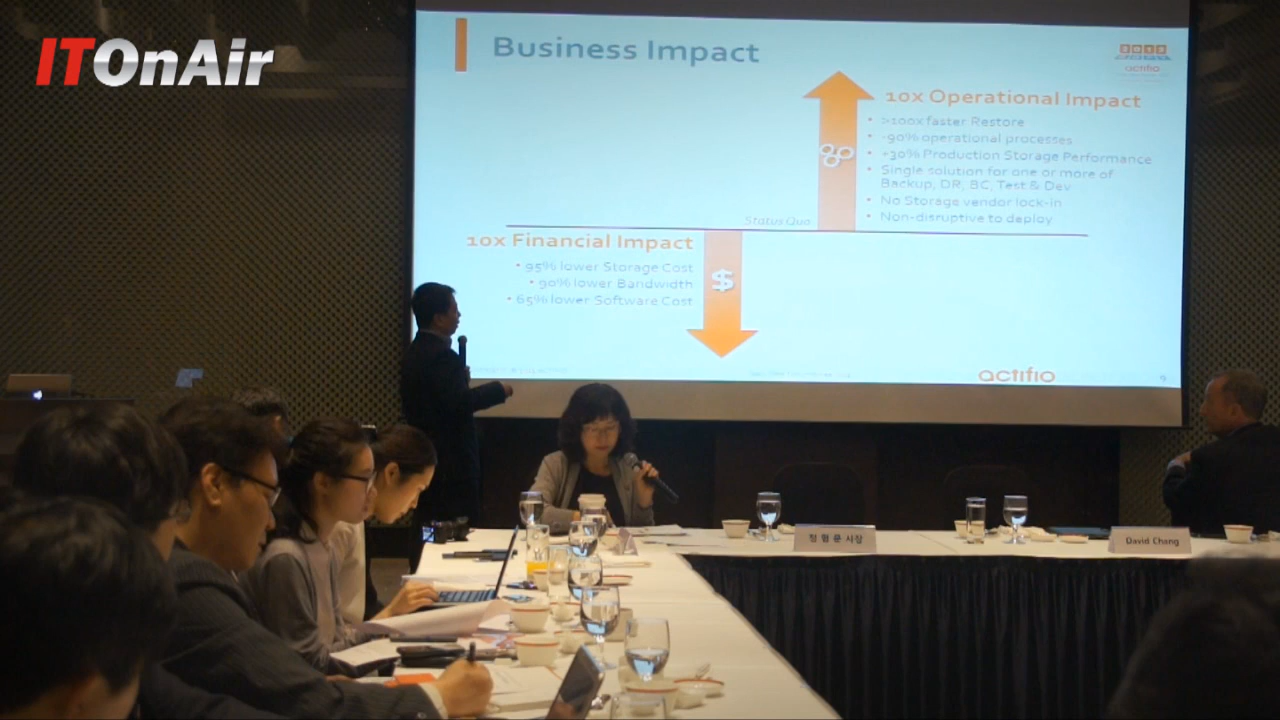 ITOnAir
Business Impact
actifio
10x Operational Impact
• >100x faster Restore
• -90% operational processes
• +30% Production Storage Performance
• Single solution for one or more of
Backup, DR, BC, Test & Dev
• No Storage vendor lock-in
• Non-disruptive to deploy
Status Quo
10x Financial Impact
• 95% lower Storage Cost
• 90% lower Bandwidth
• 65% lower Software Cost
$
actifio
David Chang